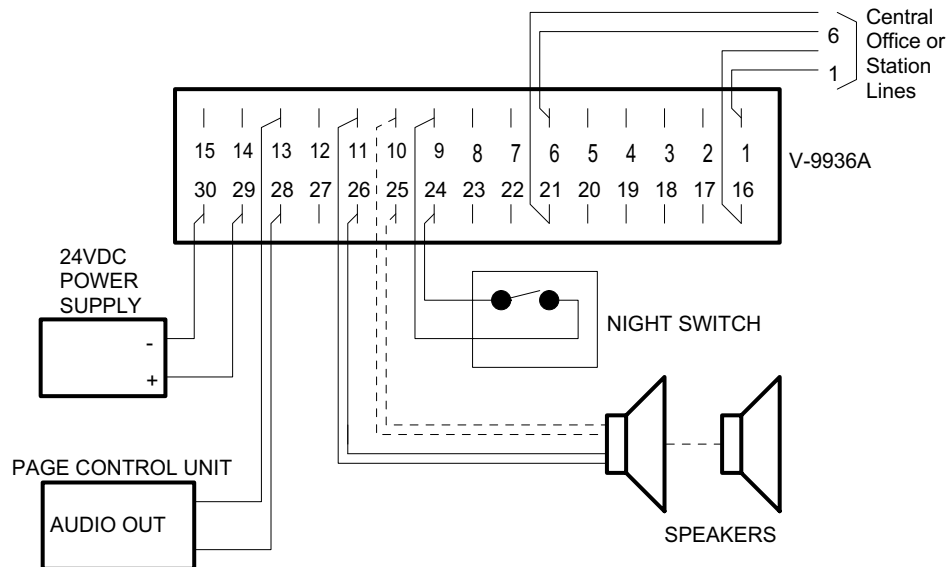 Central
6 Office or
Station
1 Lines
15 14 13 12 11 10 9 8 7 6 5 4 3 2 1
V-9936A
30 29 28 27 26 25 24 23 22 21 20 19 18 17 16
24VDC
POWER
SUPPLY
-
+
NIGHT SWITCH
PAGE CONTROL UNIT
AUDIO OUT
SPEAKERS